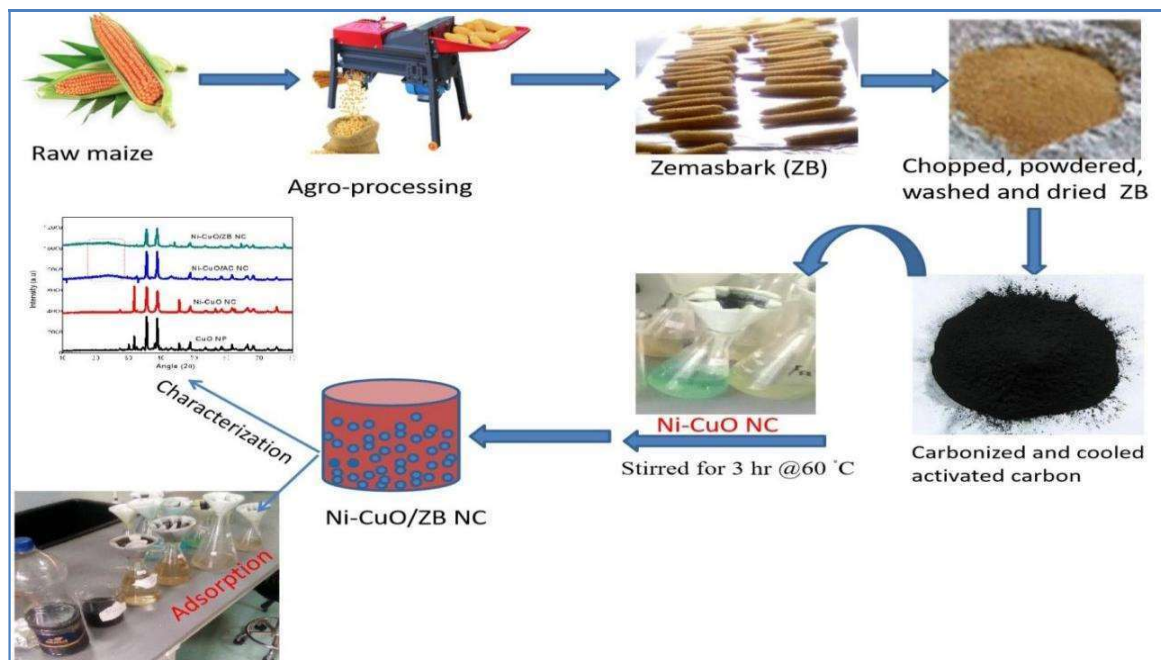 Raw maize
Agro-processing
Zemasbark (ZB)
Chopped, powdered,
washed and dried ZB
Ni-CuO/ZB NC
Ni-CuO/AC NC
Ni-CuO NC
CuO NP
Intensity (a.u)
Angle (2θ)
Ni-CuO NC
Stirred for 3 hr @60 °C
Carbonized and cooled
activated carbon
Characterization
Ni-CuO/ZB NC
Adsorption